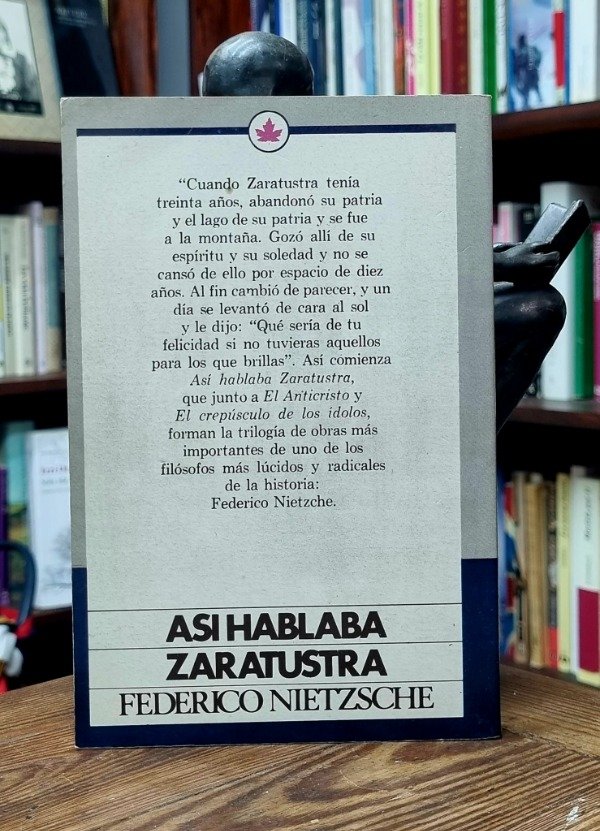 “Cuando Zaratustra tenía
treinta años, abandonó su patria
y el lago de su patria y se fue
a la montaña. Gozó allí de su
espíritu y su soledad y no se
cansó de ello por espacio de diez
años. Al fin cambió de parecer, y un
día se levantó de cara al sol
y le dijo: “Qué sería de tu
felicidad si no tuvieras aquellos
para los que brillas”. Así comienza
Así hablaba Zaratustra,
que junto a El Anticristo y
El crepúsculo de los ídolos,
forman la trilogía de obras más
importantes de uno de los
filósofos más lúcidos y radicales
de la historia:
Federico Nietzche.
ASI HABLABA
ZARATUSTRA
FEDERICO NIETZSCHE